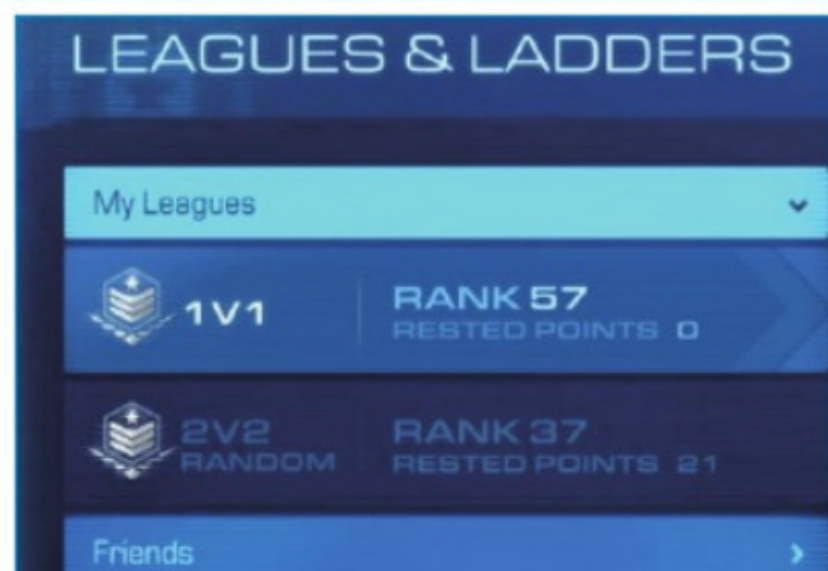 LEAGUES & LADDERS
My Leagues
1V1
RANK 57
RESTED POINTS 0
2V2
RANDOM
RANK 37
RESTED POINTS 21
Friends